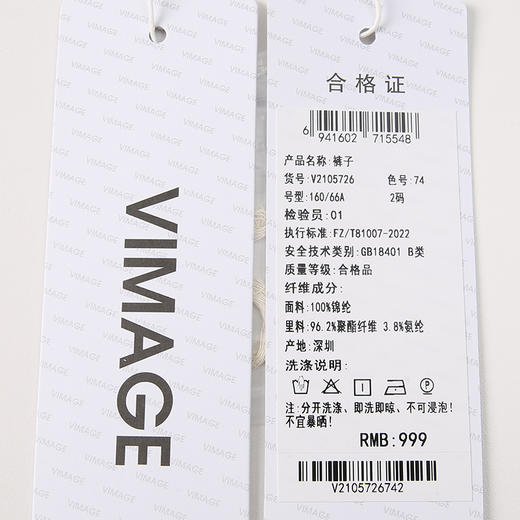 VIMAGE
合格证
6 941602 715548
产品名称:裤子
货号:V2105726 色号:74
号型:160/66A 2码
检验员:01
执行标准:FZ/T81007-2022
安全技术类别:GB18401 B类
质量等级:合格品
纤维成分:
面料:100%锦纶
里料:96.2%聚酯纤维 3.8%氨纶
产地:深圳
洗涤说明:
注:分开洗涤、即洗即晾、不可浸泡!
不宜暴晒!
RMB:999
V2105726742